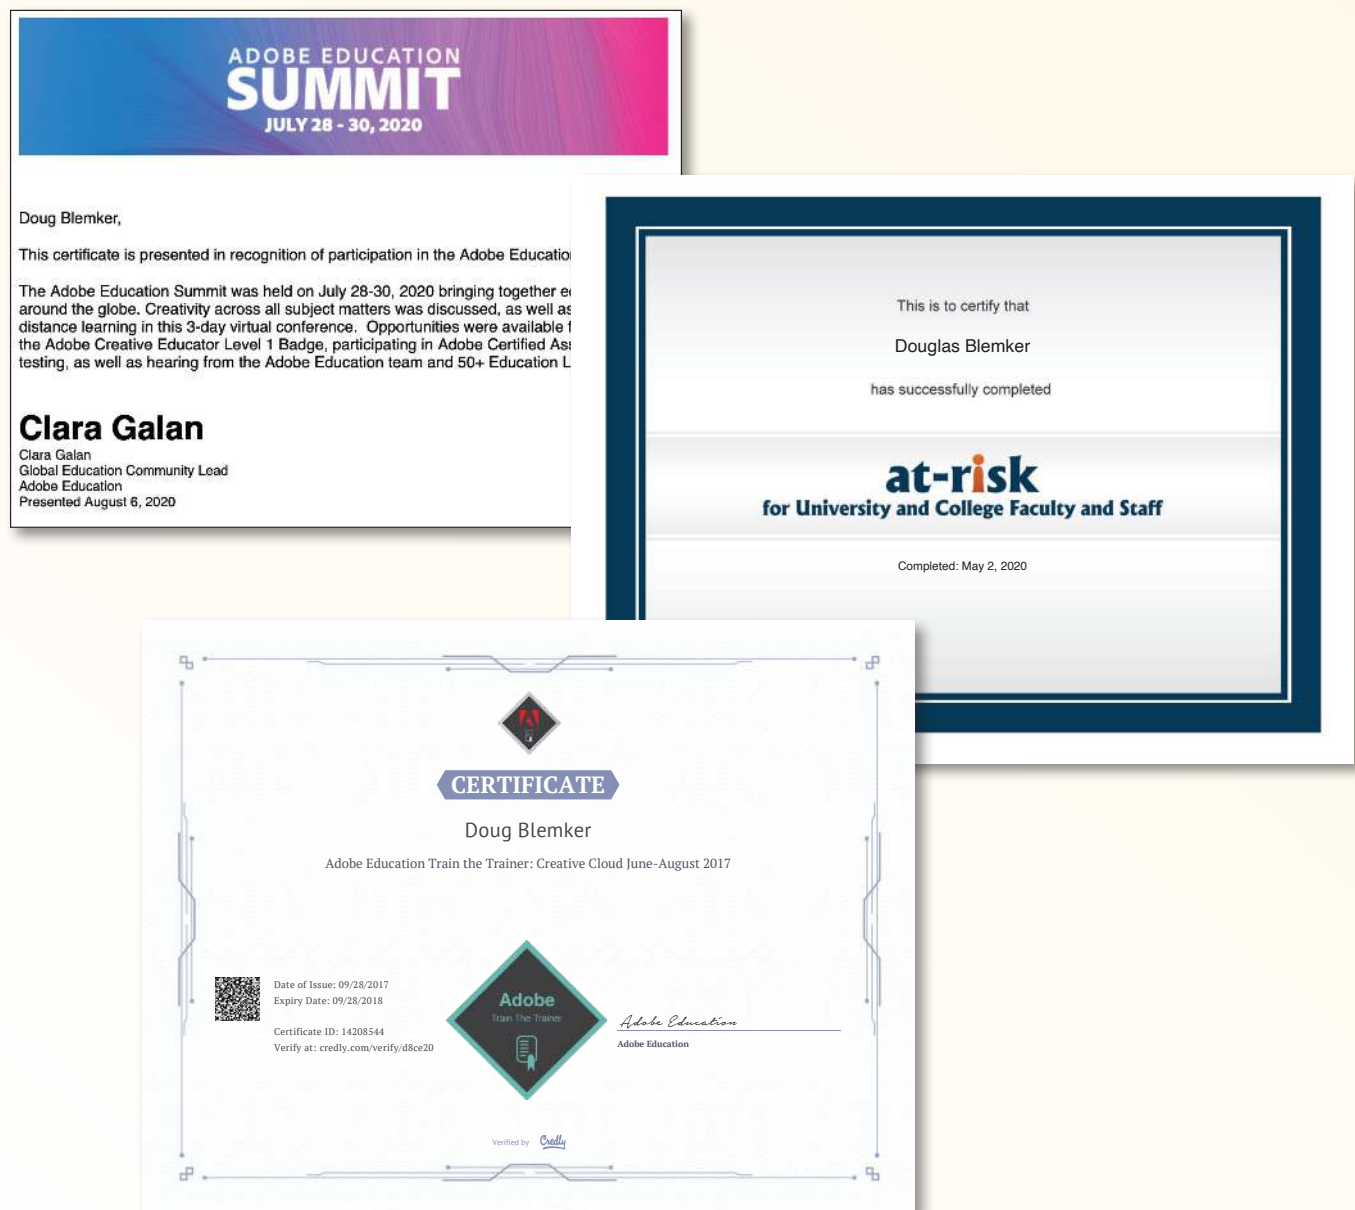 ADOBE EDUCATION
SUMMIT
JULY 28 - 30, 2020
Doug Blemker,
This certificate is presented in recognition of participation in the Adobe Educatio
The Adobe Education Summit was held on July 28-30, 2020 bringing together e
around the globe. Creativity across all subject matters was discussed, as well as
distance learning in this 3-day virtual conference. Opportunities were available
the Adobe Creative Educator Level 1 Badge, participating in Adobe Certified Ass
testing, as well as hearing from the Adobe Education team and 50+ Education L
Clara Galan
Clara Galan
Global Education Community Lead
Adobe Education
Presented August 6, 2020
This is to certify that
Douglas Blemker
has successfully completed
at-risk
for University and College Faculty and Staff
Completed: May 2, 2020
CERTIFICATE
Doug Blemker
Adobe Education Train the Trainer: Creative Cloud June-August 2017
Date of Issue: 09/28/2017
Expiry Date: 09/28/2018
Certificate ID: 14208544
Verify at: credly.com/verify/d8ce20
Adobe
Train The Trainer
Adobe Education
Adobe Education
Verified by Credly